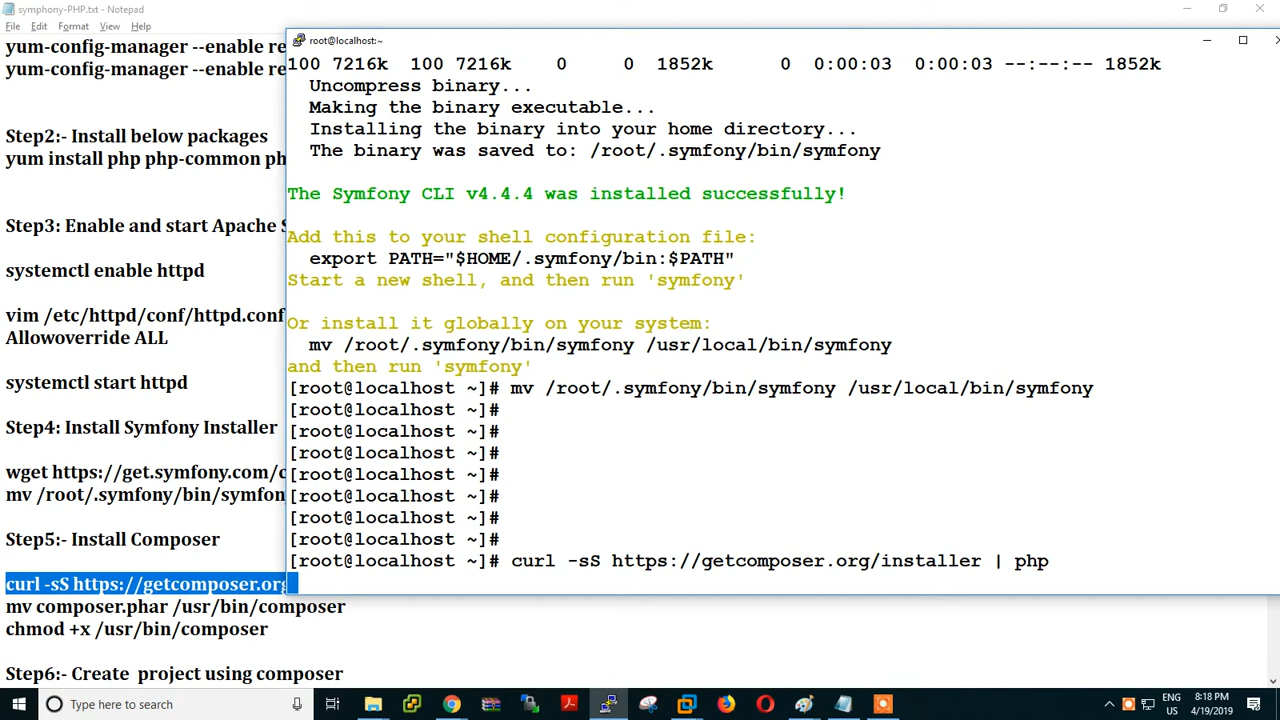 symphony-PHP.txt - Notepad
File Edit Format View Help
yum-config-manager --enable re
yum-config-manager --enable re
Step2:- Install below packages
yum install php php-common ph
Step3: Enable and start Apache S
systemctl enable httpd
vim /etc/httpd/conf/httpd.conf
Allowoverride ALL
systemctl start httpd
Step4: Install Symfony Installer
wget https://get.symfony.com/c
mv /root/.symfony/bin/symfon
Step5:- Install Composer
curl -sS https://getcomposer.org
mv composer.phar /usr/bin/composer
chmod +x /usr/bin/composer
Step6:- Create project using composer
root@localhost:~
100 7216k 100 7216k 0 0 1852k 0 0:00:03 0:00:03 --:--:-- 1852k
Uncompress binary...
Making the binary executable...
Installing the binary into your home directory...
The binary was saved to: /root/.symfony/bin/symfony
The Symfony CLI v4.4.4 was installed successfully!
Add this to your shell configuration file:
export PATH="$HOME/.symfony/bin:$PATH"
Start a new shell, and then run 'symfony'
Or install it globally on your system:
mv /root/.symfony/bin/symfony /usr/local/bin/symfony
and then run 'symfony'
[root@localhost ~]# mv /root/.symfony/bin/symfony /usr/local/bin/symfony
[root@localhost ~]#
[root@localhost ~]#
[root@localhost ~]#
[root@localhost ~]#
[root@localhost ~]#
[root@localhost ~]#
[root@localhost ~]#
[root@localhost ~]# curl -sS https://getcomposer.org/installer | php
Type here to search
ENG
US
8:18 PM
4/19/2019